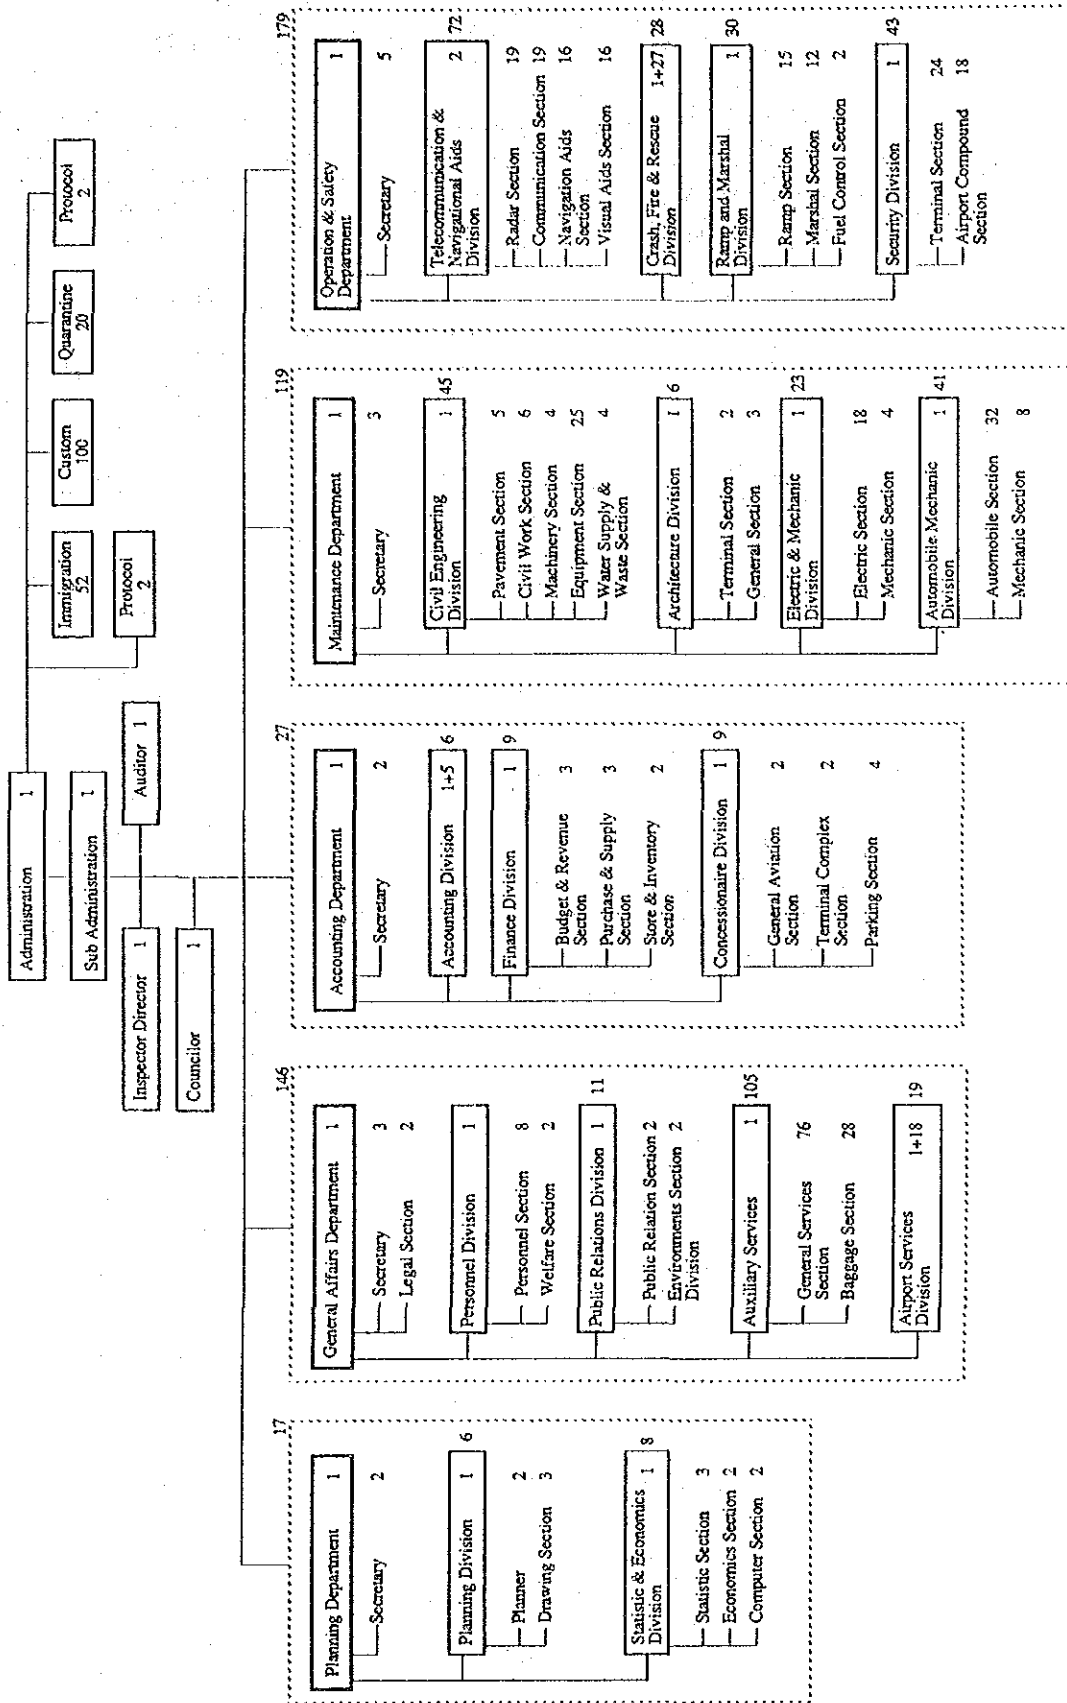 Administration 1
Sub Administration 1
Inspector Director 1
Auditor 1
Councilor 1
Immigration
52
Custom
100
Quarantine
20
Protocol
2
Protocol
2
17
Planning Department 1
Secretary 2
Planning Division 1 6
Planner 2
Drawing Section 3
Statistic & Economics
Division 1 8
Statistic Section 3
Economics Section 2
Computer Section 2
146
General Affairs Department 1
Secretary 3
Legal Section 2
Personnel Division 1
Personnel Section 8
Welfare Section 2
11
Public Relations Division 1
Public Relation Section 2
Environments Section 2
Division
Auxiliary Services 1 105
General Services 76
Section
Baggage Section 28
Airport Services 1+18 19
Division
27
Accounting Department 1
Secretary 2
Accounting Division 1+5 6
Finance Division 1 9
Budget & Revenue 3
Section
Purchase & Supply 3
Section
Store & Inventory 2
Section
Concessionaire Division 1 9
General Aviation 2
Section
Terminal Complex 2
Section
Parking Section 4
119
Maintenance Department 1
Secretary 3
Civil Engineering 1 45
Division
Pavement Section 5
Civil Work Section 6
Machinery Section 4
Equipment Section 25
Water Supply & 4
Waste Section
Architecture Division 1 6
Terminal Section 2
General Section 3
Electric & Mechanic 1 23
Division
Electric Section 18
Mechanic Section 4
Automobile Mechanic 1 41
Division
Automobile Section 32
Mechanic Section 8
179
Operation & Safety 1
Department
Secretary 5
Telecommunication & 72
Navigational Aids 2
Division
Radar Section 19
Communication Section 19
Navigation Aids 16
Section
Visual Aids Section 16
Crash, Fire & Rescue 1+27 28
Division
Ramp and Marshal 1 30
Division
Ramp Section 15
Marshal Section 12
Fuel Control Section 2
Security Division 1 43
Terminal Section 24
Airport Compound 18
Section